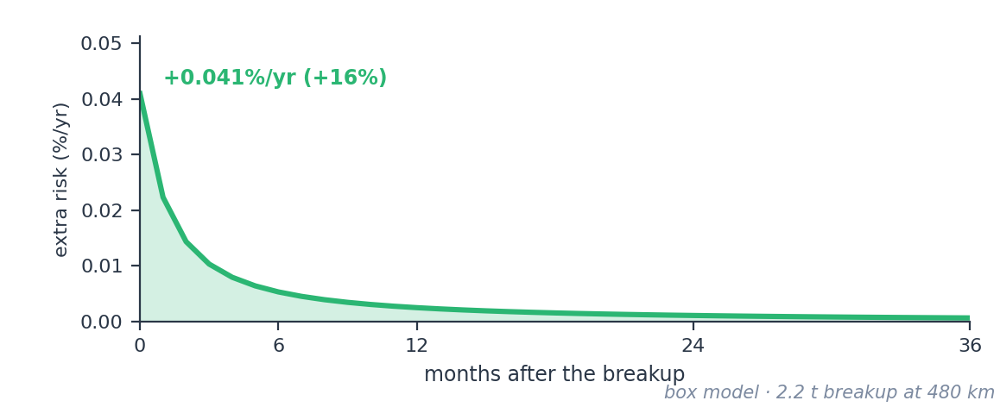 0.05
0.04
0.03
0.02
0.01
0.00
extra risk (%/yr)
+0.041%/yr (+16%)
0 6 12 24 36
months after the breakup
box model · 2.2 t breakup at 480 km